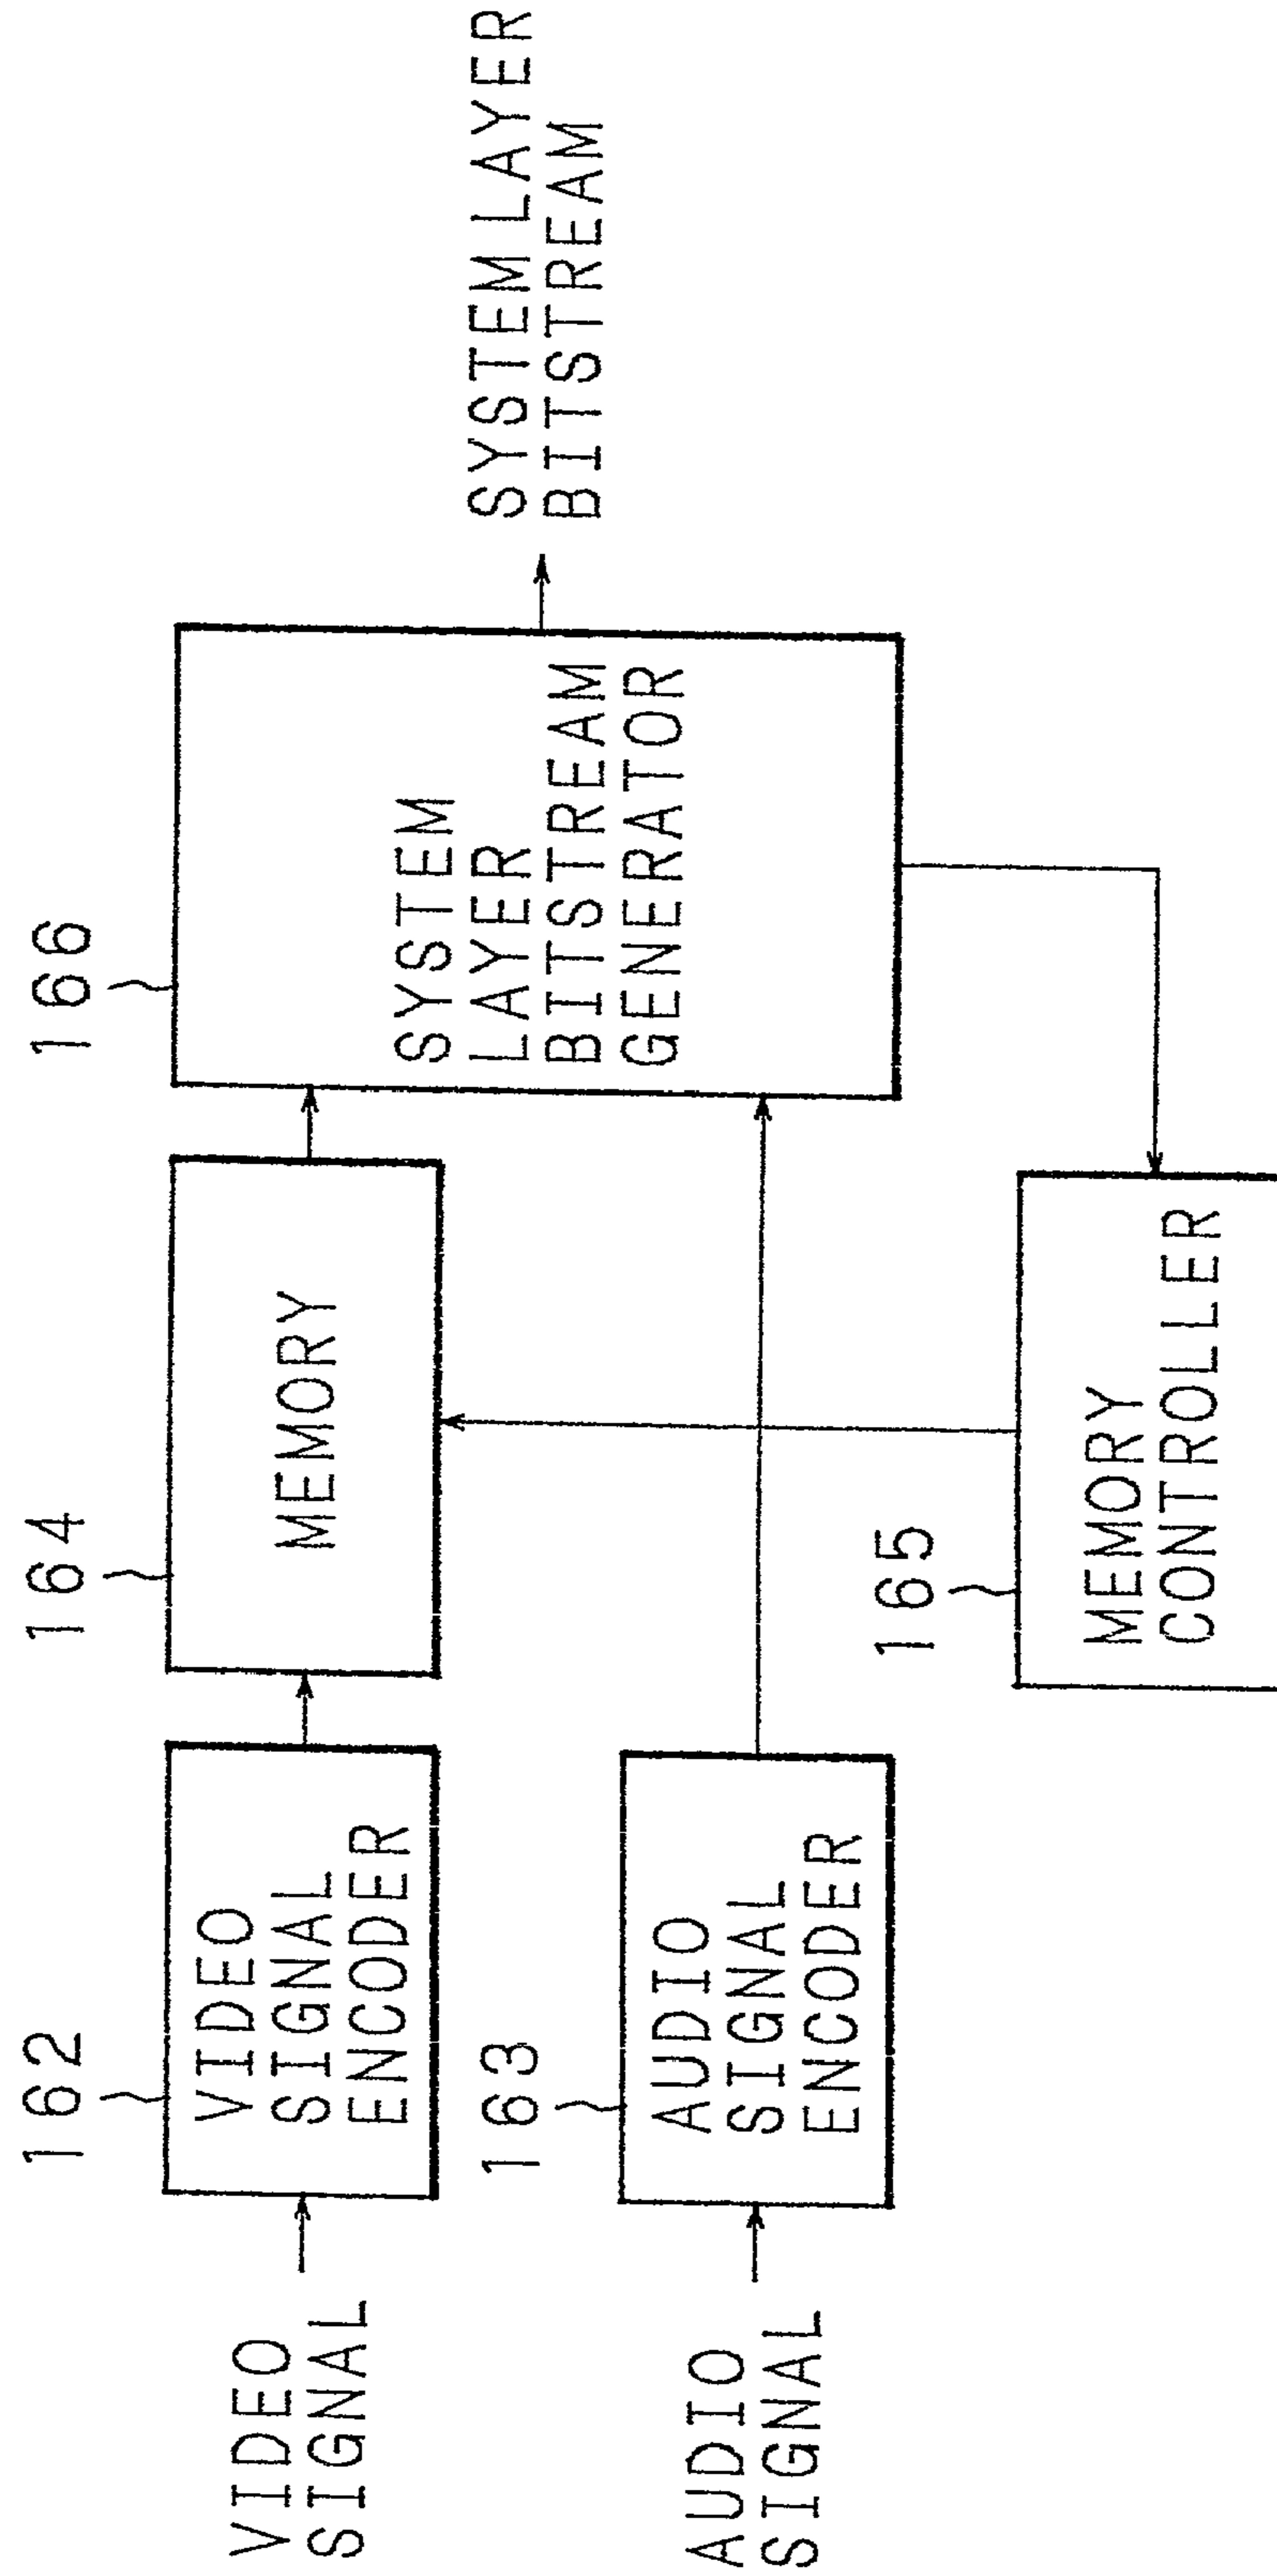 VIDEO
SIGNAL
162
VIDEO
SIGNAL
ENCODER
164
MEMORY
166
SYSTEM
LAYER
BITSTREAM
GENERATOR
SYSTEM LAYER
BITSTREAM
AUDIO
SIGNAL
163
AUDIO
SIGNAL
ENCODER
165
MEMORY
CONTROLLER